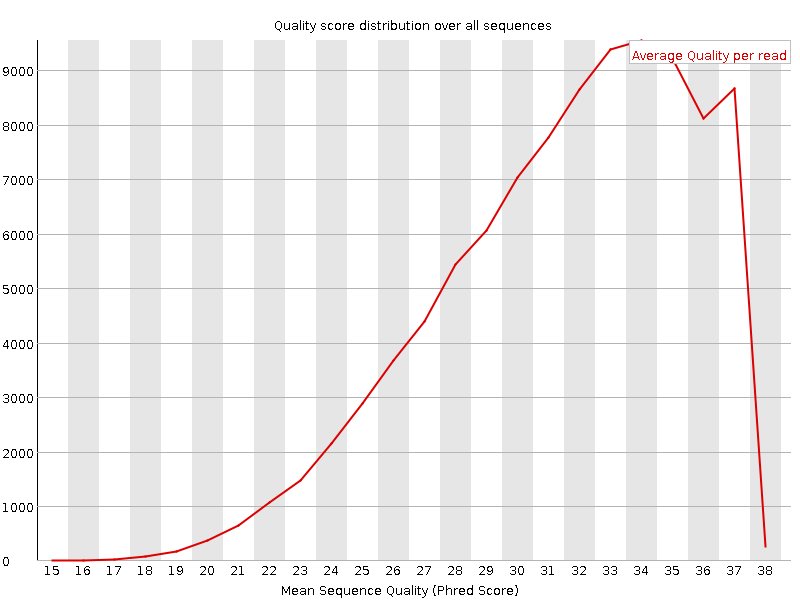 Quality score distribution over all sequences
Average Quality per read
9000
8000
7000
6000
5000
4000
3000
2000
1000
0
15 16 17 18 19 20 21 22 23 24 25 26 27 28 29 30 31 32 33 34 35 36 37 38
Mean Sequence Quality (Phred Score)